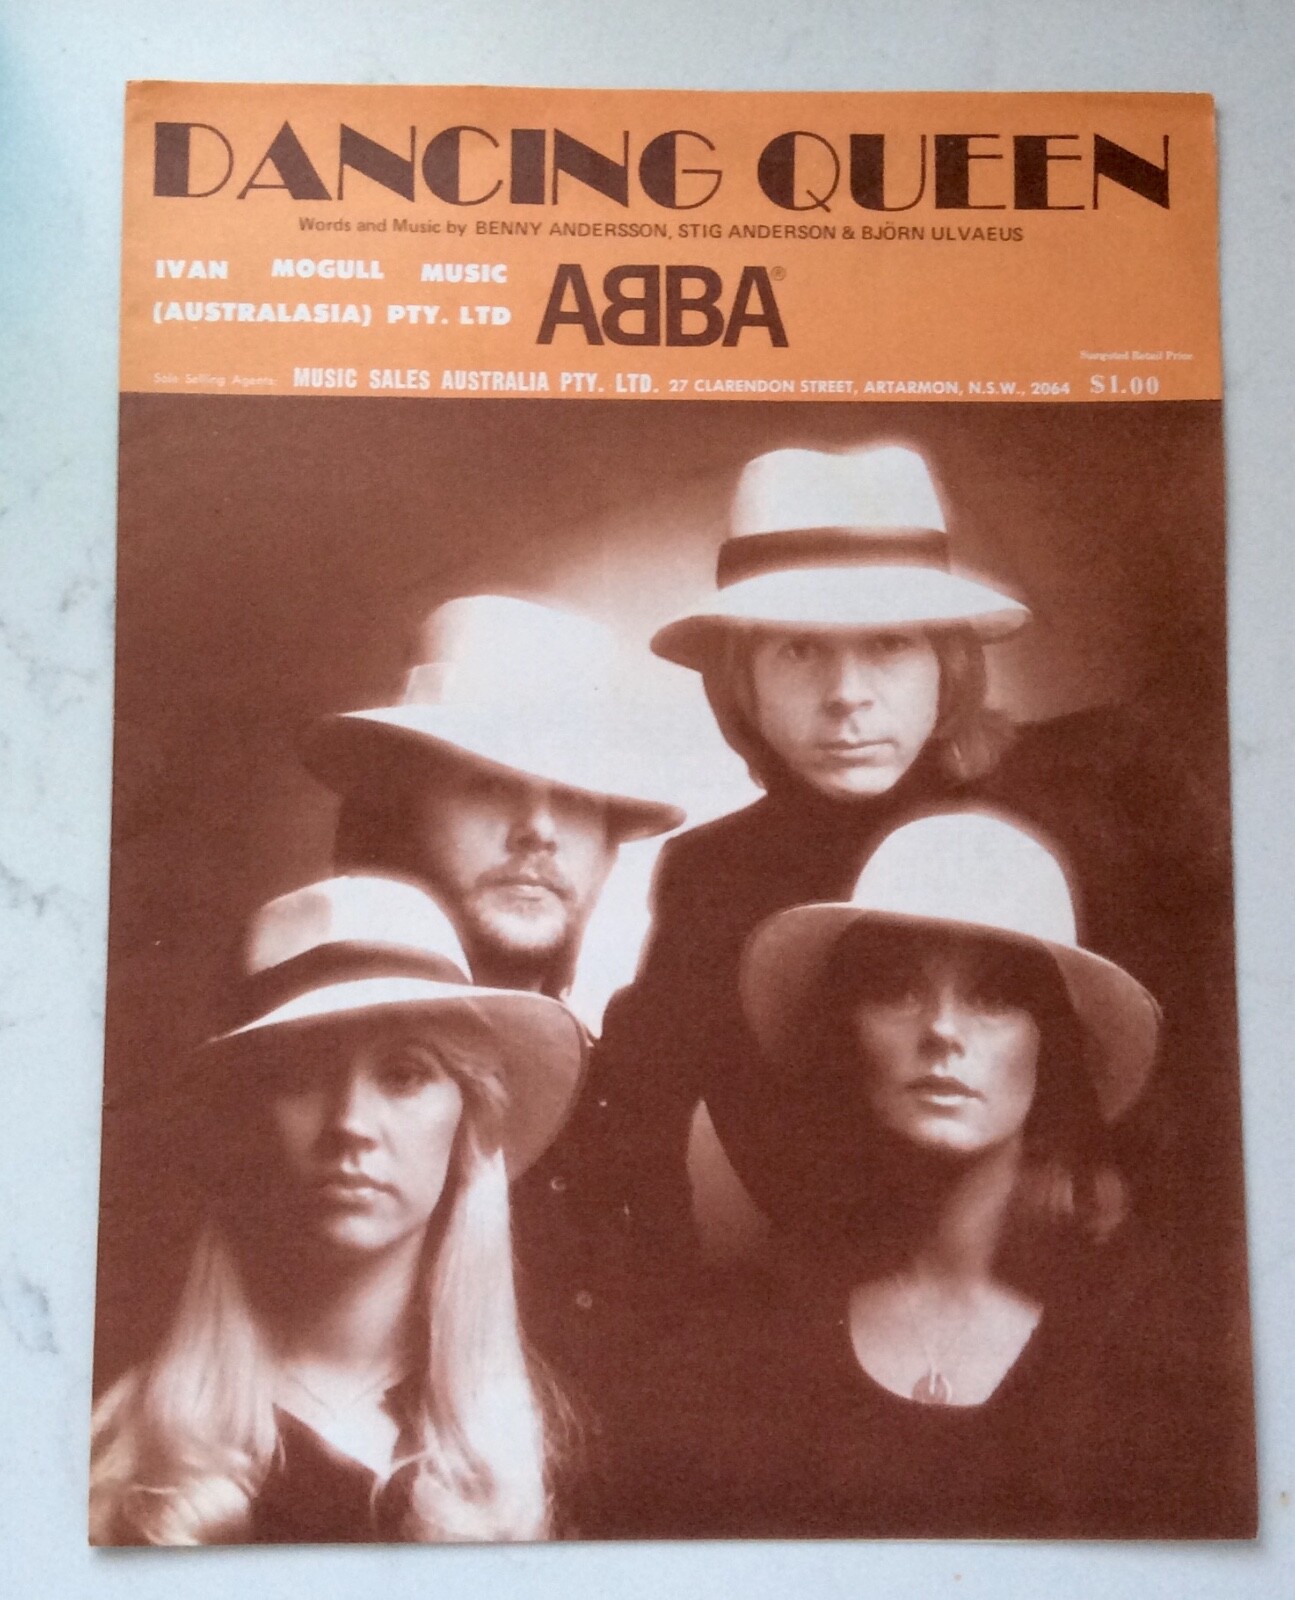 DANCING QUEEN
Words and Music by BENNY ANDERSSON, STIG ANDERSON & BJÖRN ULVAEUS
IVAN MOGULL MUSIC
(AUSTRALASIA) PTY. LTD
ABBA®
Suggested Retail Price
Sole Selling Agents: MUSIC SALES AUSTRALIA PTY. LTD. 27 CLARENDON STREET, ARTARMON, N.S.W., 2064 $1.00